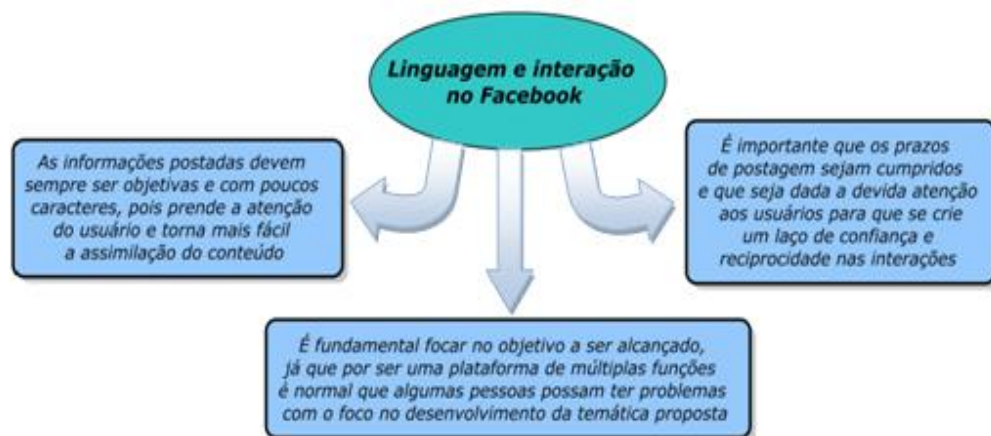 Linguagem e interação
no Facebook
As informações postadas devem
sempre ser objetivas e com poucos
caracteres, pois prende a atenção
do usuário e torna mais fácil
a assimilação do conteúdo
É importante que os prazos
de postagem sejam cumpridos
e que seja dada a devida atenção
aos usuários para que se crie
um laço de confiança e
reciprocidade nas interações
É fundamental focar no objetivo a ser alcançado,
já que por ser uma plataforma de múltiplas funções
é normal que algumas pessoas possam ter problemas
com o foco no desenvolvimento da temática proposta